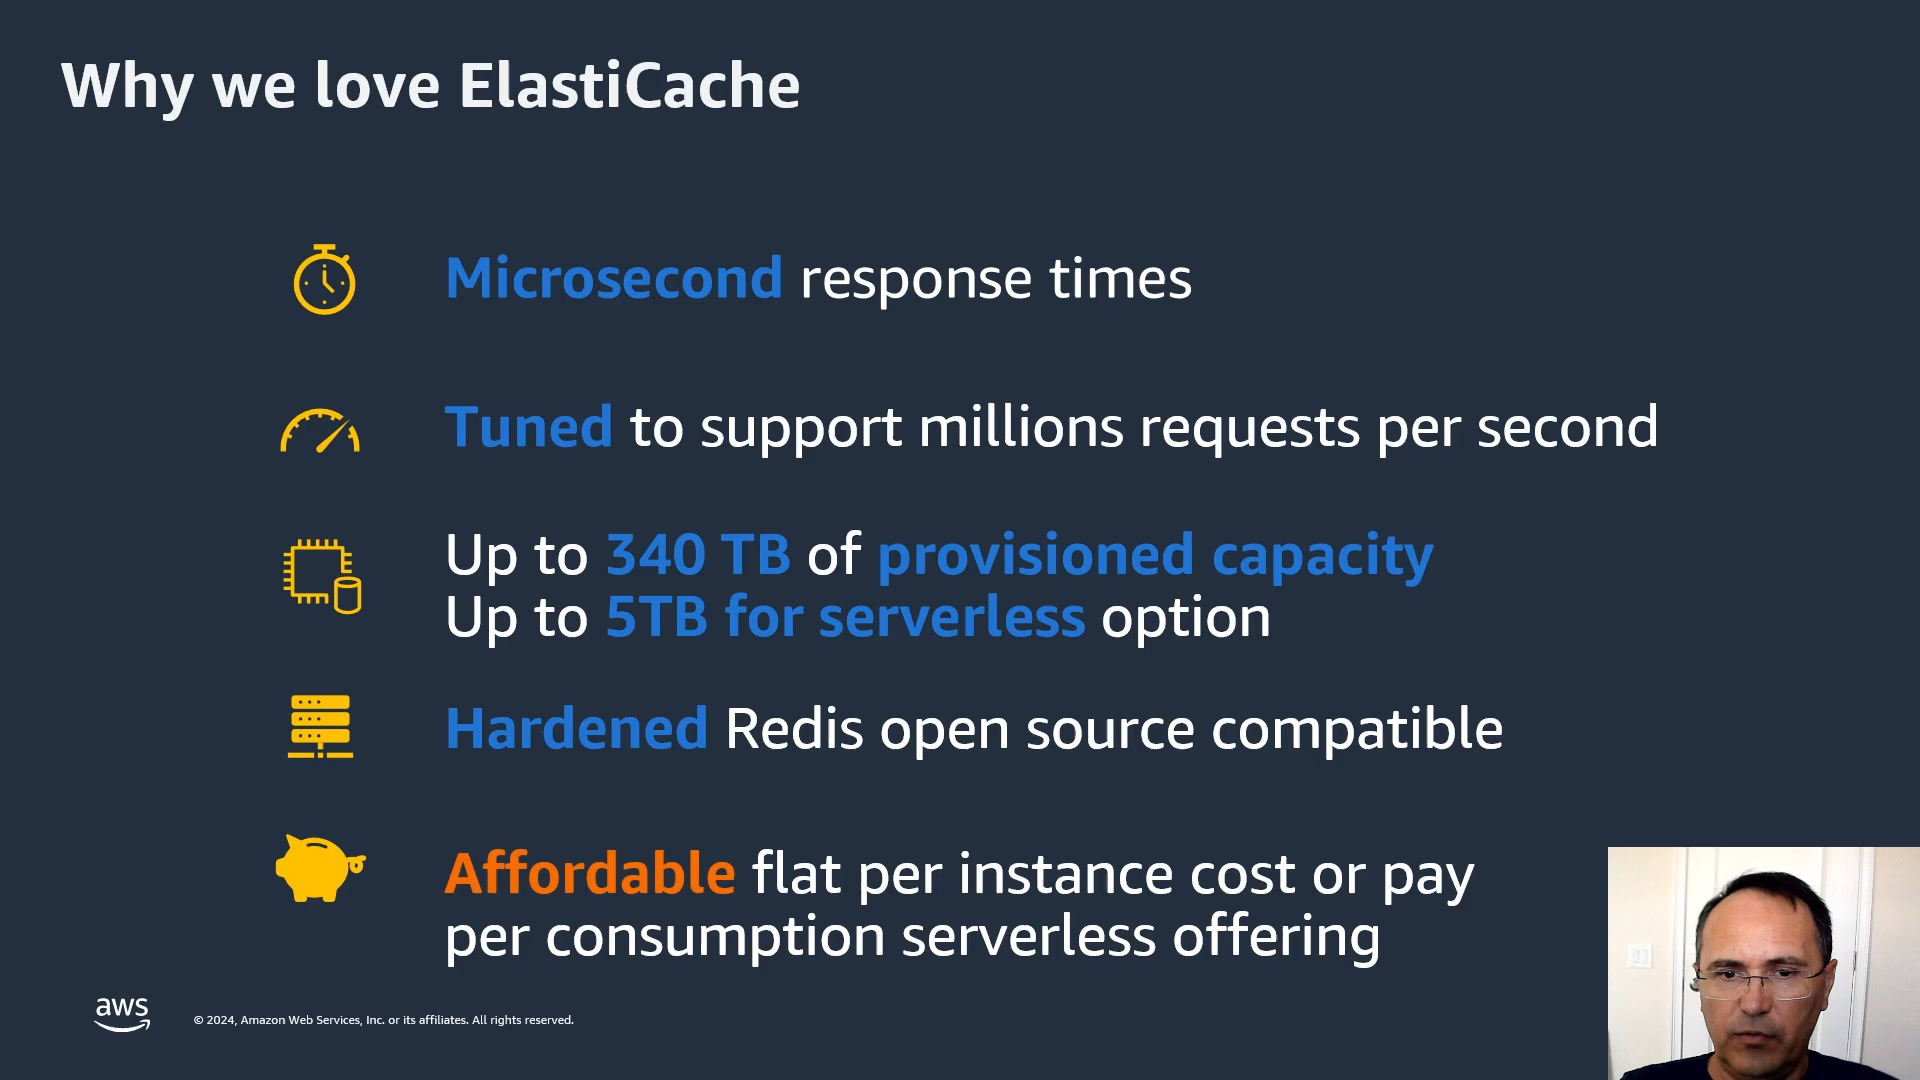 Why we love ElastiCache
Microsecond response times
Tuned to support millions requests per second
Up to 340 TB of provisioned capacity
Up to 5TB for serverless option
Hardened Redis open source compatible
Affordable flat per instance cost or pay
per consumption serverless offering
aws
© 2024, Amazon Web Services, Inc. or its affiliates. All rights reserved.